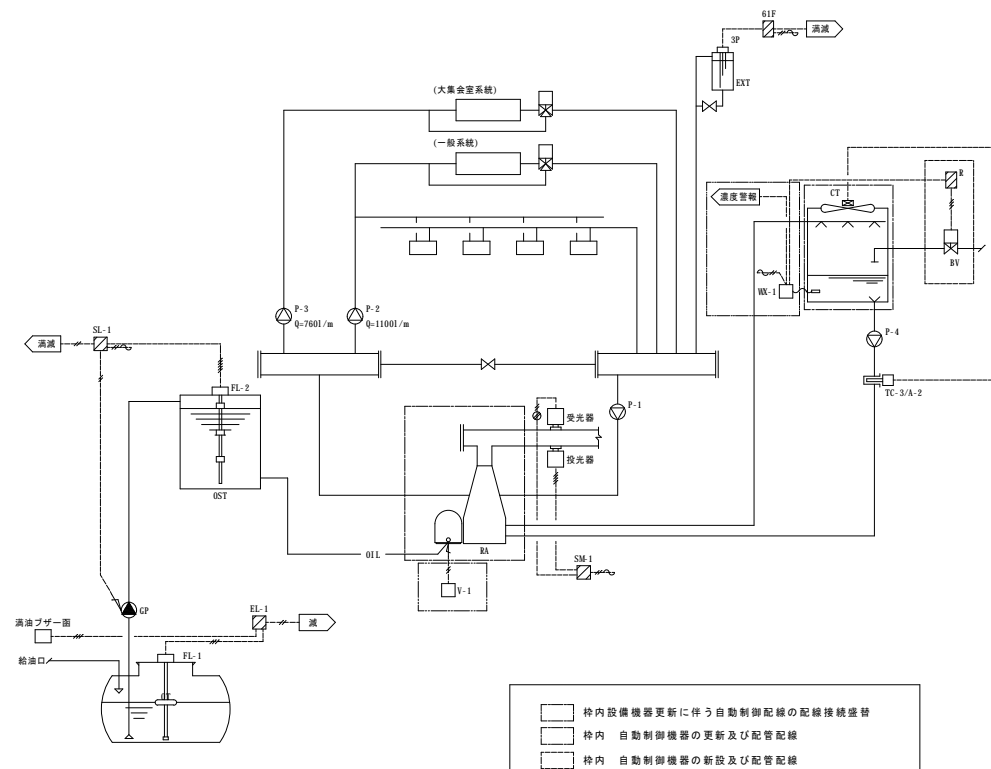 61F
満減
3P
EXT
(大集会室系統)
(一般系統)
R
CT
濃度警報
BV
WX-1
P-3
Q=760l/m
P-2
Q=1100l/m
P-4
SL-1
満減
TC-3/A-2
FL-2
P-1
受光器
投光器
OST
OIL
RA
SM-1
V-1
GP
EL-1
減
満油ブザー函
給油口
FL-1
OT
枠内設備機器更新に伴う自動制御配線の配線接続盛替
枠内 自動制御機器の更新及び配管配線
枠内 自動制御機器の新設及び配管配線